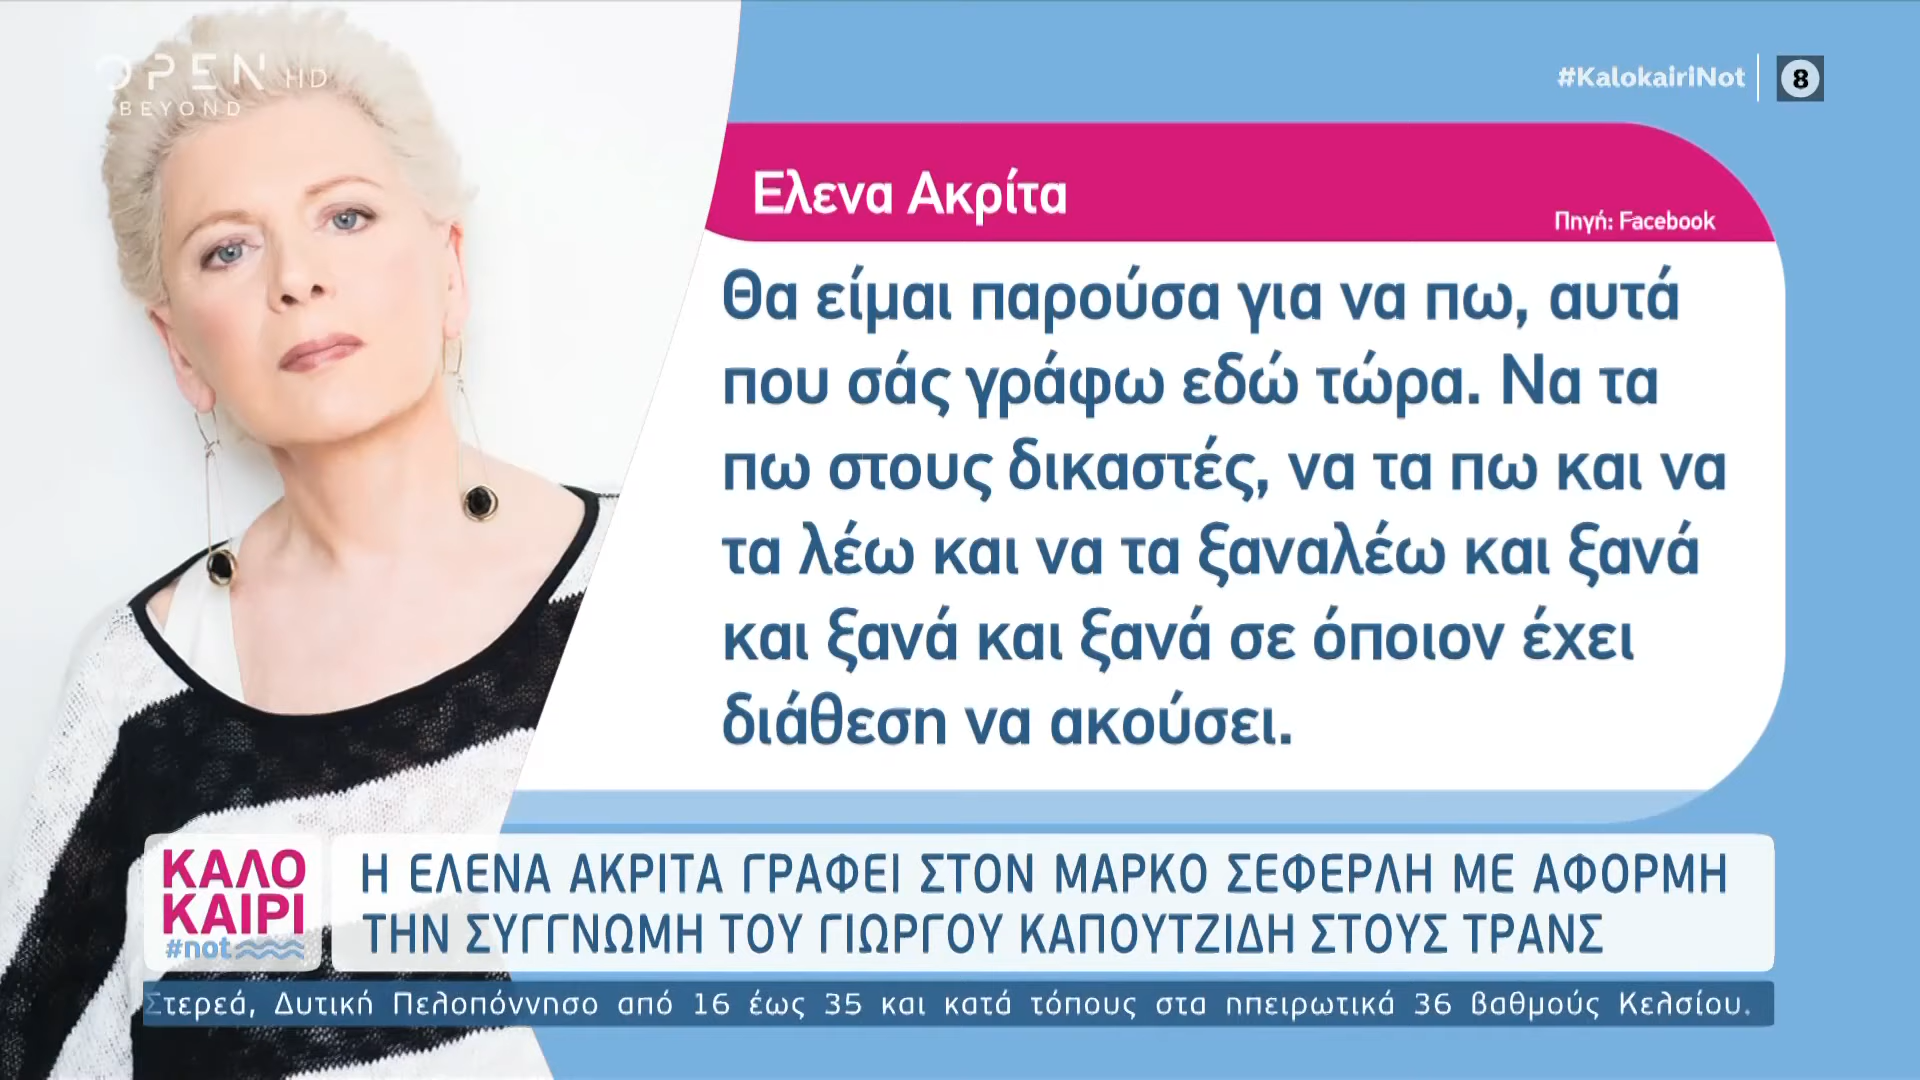 OPEN HD
BEYOND
#KalokairiNot
8
Ελενα Ακρίτα
Πηγή: Facebook
Θα είμαι παρούσα για να πω, αυτά
που σάς γράφω εδώ τώρα. Να τα
πω στους δικαστές, να τα πω και να
τα λέω και να τα ξαναλέω και ξανά
και ξανά και ξανά σε όποιον έχει
διάθεση να ακούσει.
ΚΑΛΟ
ΚΑΙΡΙ
#not
Η ΕΛΕΝΑ ΑΚΡΙΤΑ ΓΡΑΦΕΙ ΣΤΟΝ ΜΑΡΚΟ ΣΕΦΕΡΛΗ ΜΕ ΑΦΟΡΜΗ
ΤΗΝ ΣΥΓΓΝΩΜΗ ΤΟΥ ΓΙΩΡΓΟΥ ΚΑΠΟΥΤΖΙΔΗ ΣΤΟΥΣ ΤΡΑΝΣ
Στερεά, Δυτική Πελοπόννησο από 16 έως 35 και κατά τόπους στα ηπειρωτικά 36 βαθμούς Κελσίου.